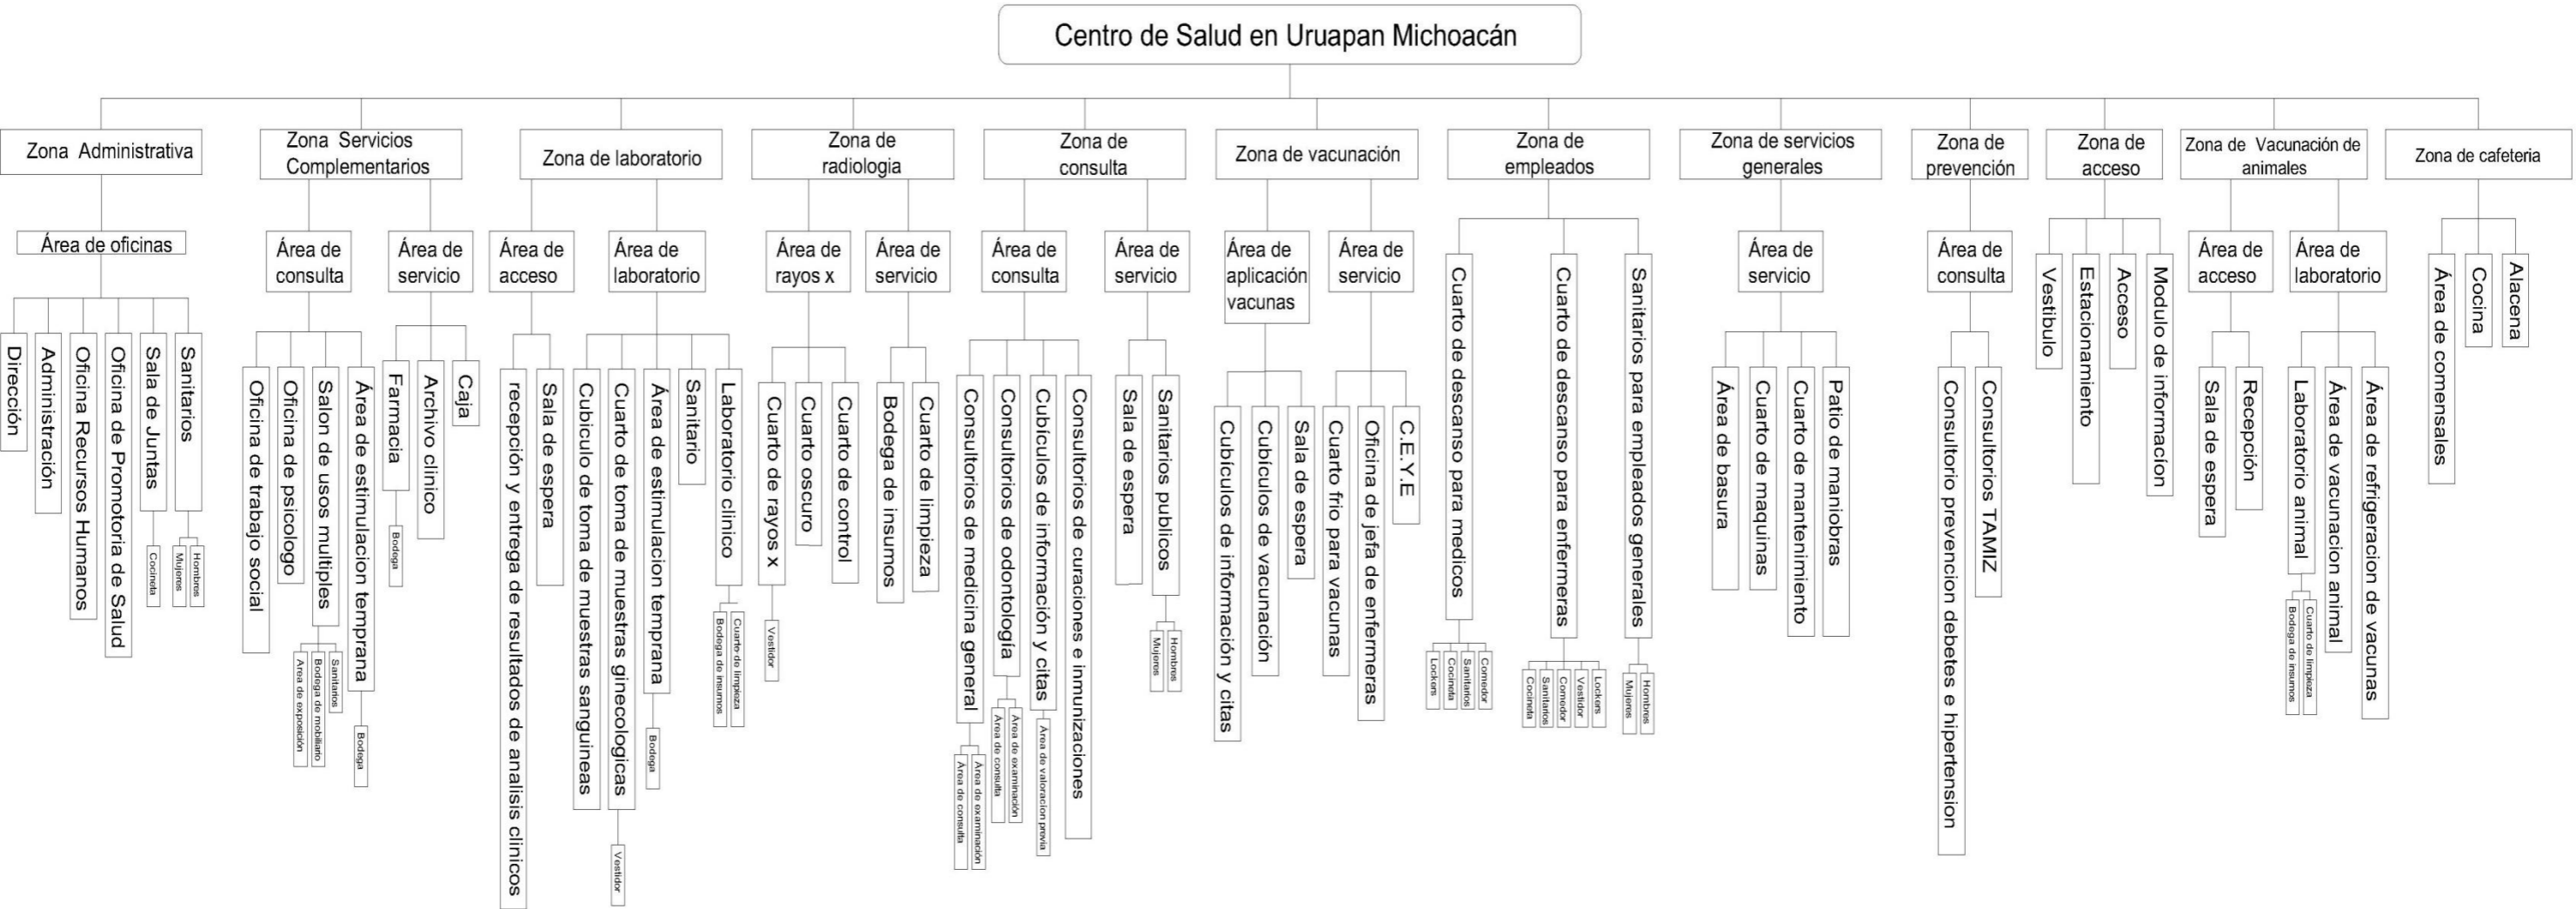 Centro de Salud en Uruapan Michoacán
Zona Administrativa
Zona Servicios
Complementarios
Zona de laboratorio
Zona de
radiologia
Zona de
consulta
Zona de vacunación
Zona de
empleados
Zona de servicios
generales
Zona de
prevención
Zona de
acceso
Zona de Vacunación de
animales
Zona de cafeteria
Área de oficinas
Área de
consulta
Área de
servicio
Área de
acceso
Área de
laboratorio
Área de
rayos x
Área de
servicio
Área de
consulta
Área de
servicio
Área de
aplicación
vacunas
Área de
servicio
Área de
servicio
Área de
consulta
Área de
acceso
Área de
laboratorio
Dirección
Administración
Oficina Recursos Humanos
Oficina de Promotoria de Salud
Sala de Juntas
Cocineta
Sanitarios
Mujeres
Hombres
Oficina de trabajo social
Oficina de psicologo
Salon de usos multiples
Area de exposición
Bodega de mobiliario
Sanitarios
Área de estimulacion temprana
Bodega
Farmacia
Bodega
Archivo clinico
Caja
recepción y entrega de resultados de analisis clinicos
Sala de espera
Cubiculo de toma de muestras sanguineas
Cuarto de toma de muestras ginecologicas
Vestidor
Área de estimulacion temprana
Bodega
Sanitario
Laboratorio clinico
Bodega de insumos
Cuarto de limpieza
Cuarto de rayos x
Vestidor
Cuarto oscuro
Cuarto de control
Bodega de insumos
Cuarto de limpieza
Consultorios de medicina general
Área de consulta
Área de examinación
Consultorios de odontología
Área de consulta
Área de examinación
Cubículos de información y citas
Área de valoracion previa
Consultorios de curaciones e inmunizaciones
Sala de espera
Sanitarios publicos
Mujeres
Hombres
Cubículos de información y citas
Cubículos de vacunación
Sala de espera
Cuarto frio para vacunas
Oficina de jefa de enfermeras
C.E.Y.E
Cuarto de descanso para medicos
Lockers
Cocineta
Sanitarios
Comedor
Cuarto de descanso para enfermeras
Cocineta
Sanitarios
Comedor
Vestidor
Lockers
Sanitarios para empleados generales
Mujeres
Hombres
Área de basura
Cuarto de maquinas
Cuarto de mantenimiento
Patio de maniobras
Consultorio prevencion debetes e hipertension
Consultorios TAMIZ
Vestibulo
Estacionamiento
Acceso
Modulo de informacíon
Sala de espera
Recepción
Laboratorio animal
Bodega de insumos
Cuarto de limpieza
Área de vacunacion animal
Área de refrigeracion de vacunas
Área de comensales
Cocina
Alacena